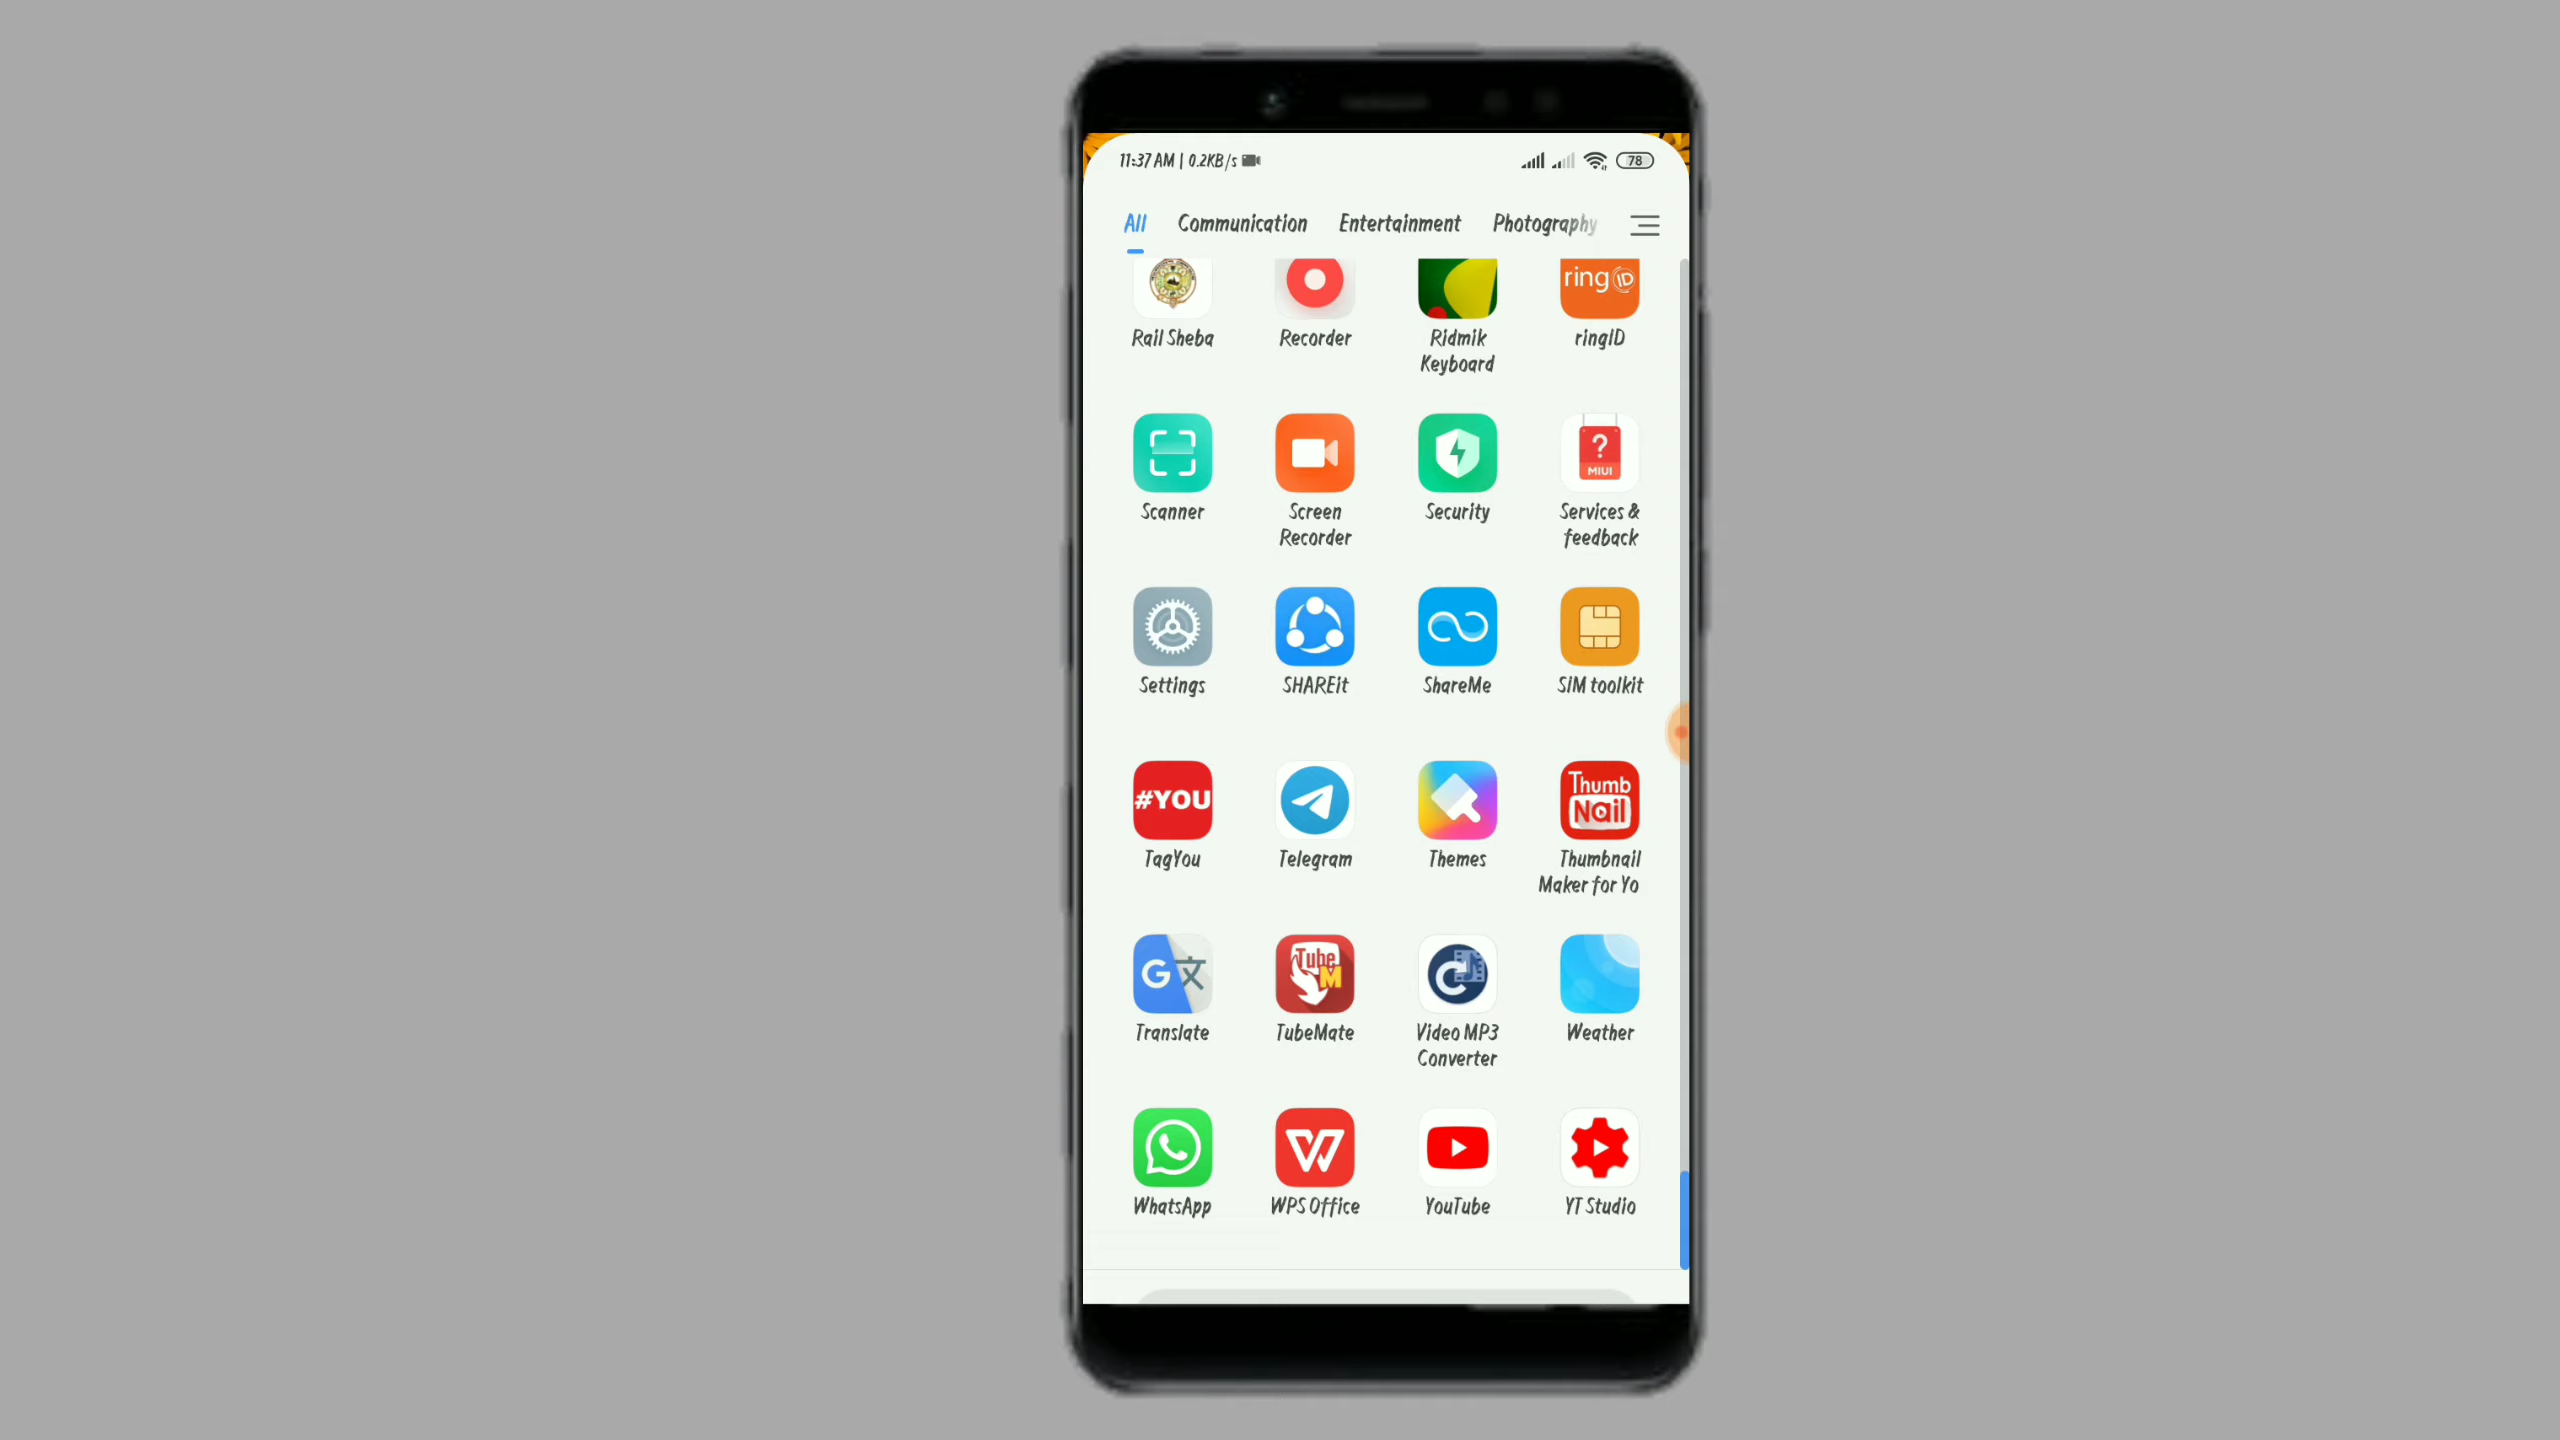 11:37 AM | 0.2KB/s
78
All Communication Entertainment Photography
ring ID
Rail Sheba Recorder Ridmik Keyboard ringID
? MIUI
Scanner Screen Recorder Security Services & feedback
Settings SHAREit ShareMe SIM toolkit
#YOU
Thumb Nail
TagYou Telegram Themes Thumbnail Maker for Yo
G 文
Tube M
Translate TubeMate Video MP3 Converter Weather
WhatsApp WPS Office YouTube YT Studio